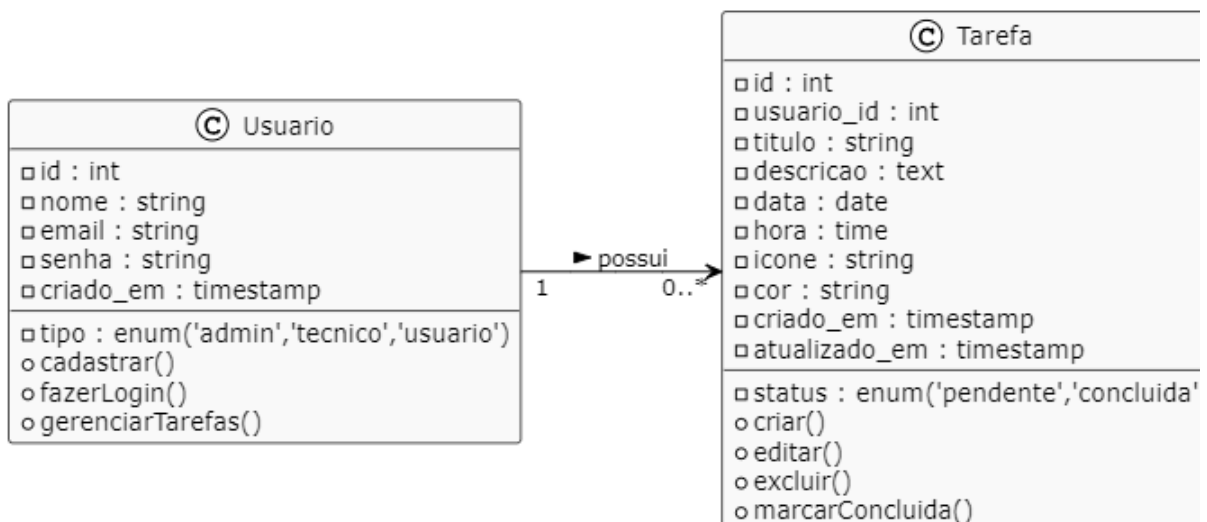 C Usuario
id : int
nome : string
email : string
senha : string
criado_em : timestamp
tipo : enum('admin','tecnico','usuario')
cadastrar()
fazerLogin()
gerenciarTarefas()
possui
1
0..*
C Tarefa
id : int
usuario_id : int
titulo : string
descricao : text
data : date
hora : time
icone : string
cor : string
criado_em : timestamp
atualizado_em : timestamp
status : enum('pendente','concluida'
criar()
editar()
excluir()
marcarConcluida()